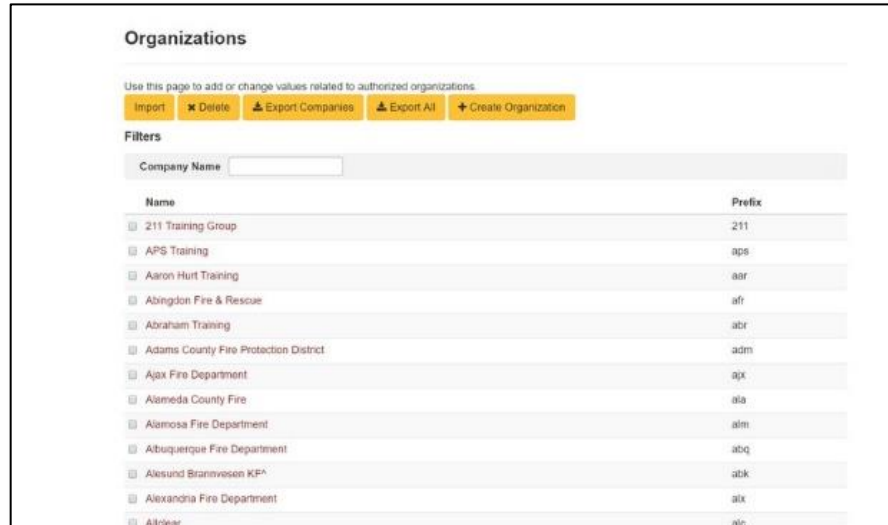 Organizations
Use this page to add or change values related to authorized organizations.
Import ✖ Delete Export Companies Export All + Create Organization
Filters
Company Name
Name Prefix
211 Training Group 211
APS Training aps
Aaron Hurt Training aar
Abingdon Fire & Rescue afr
Abraham Training abr
Adams County Fire Protection District adm
Ajax Fire Department ajx
Alameda County Fire ala
Alamosa Fire Department alm
Albuquerque Fire Department abq
Alesund Brannvesen KF^ abk
Alexandria Fire Department alx
Allclear alc